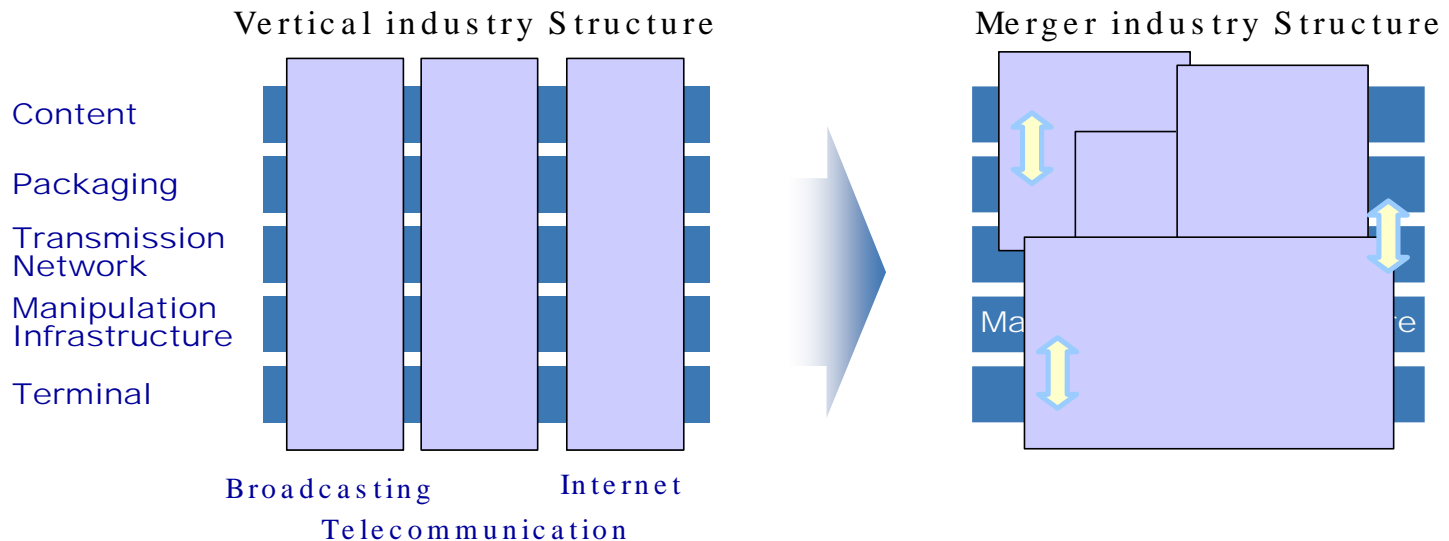 Vertical industry Structure
Merger industry Structure
Content
Packaging
Transmission
Network
Manipulation
Infrastructure
Terminal
Broadcasting
Internet
Telecommunication